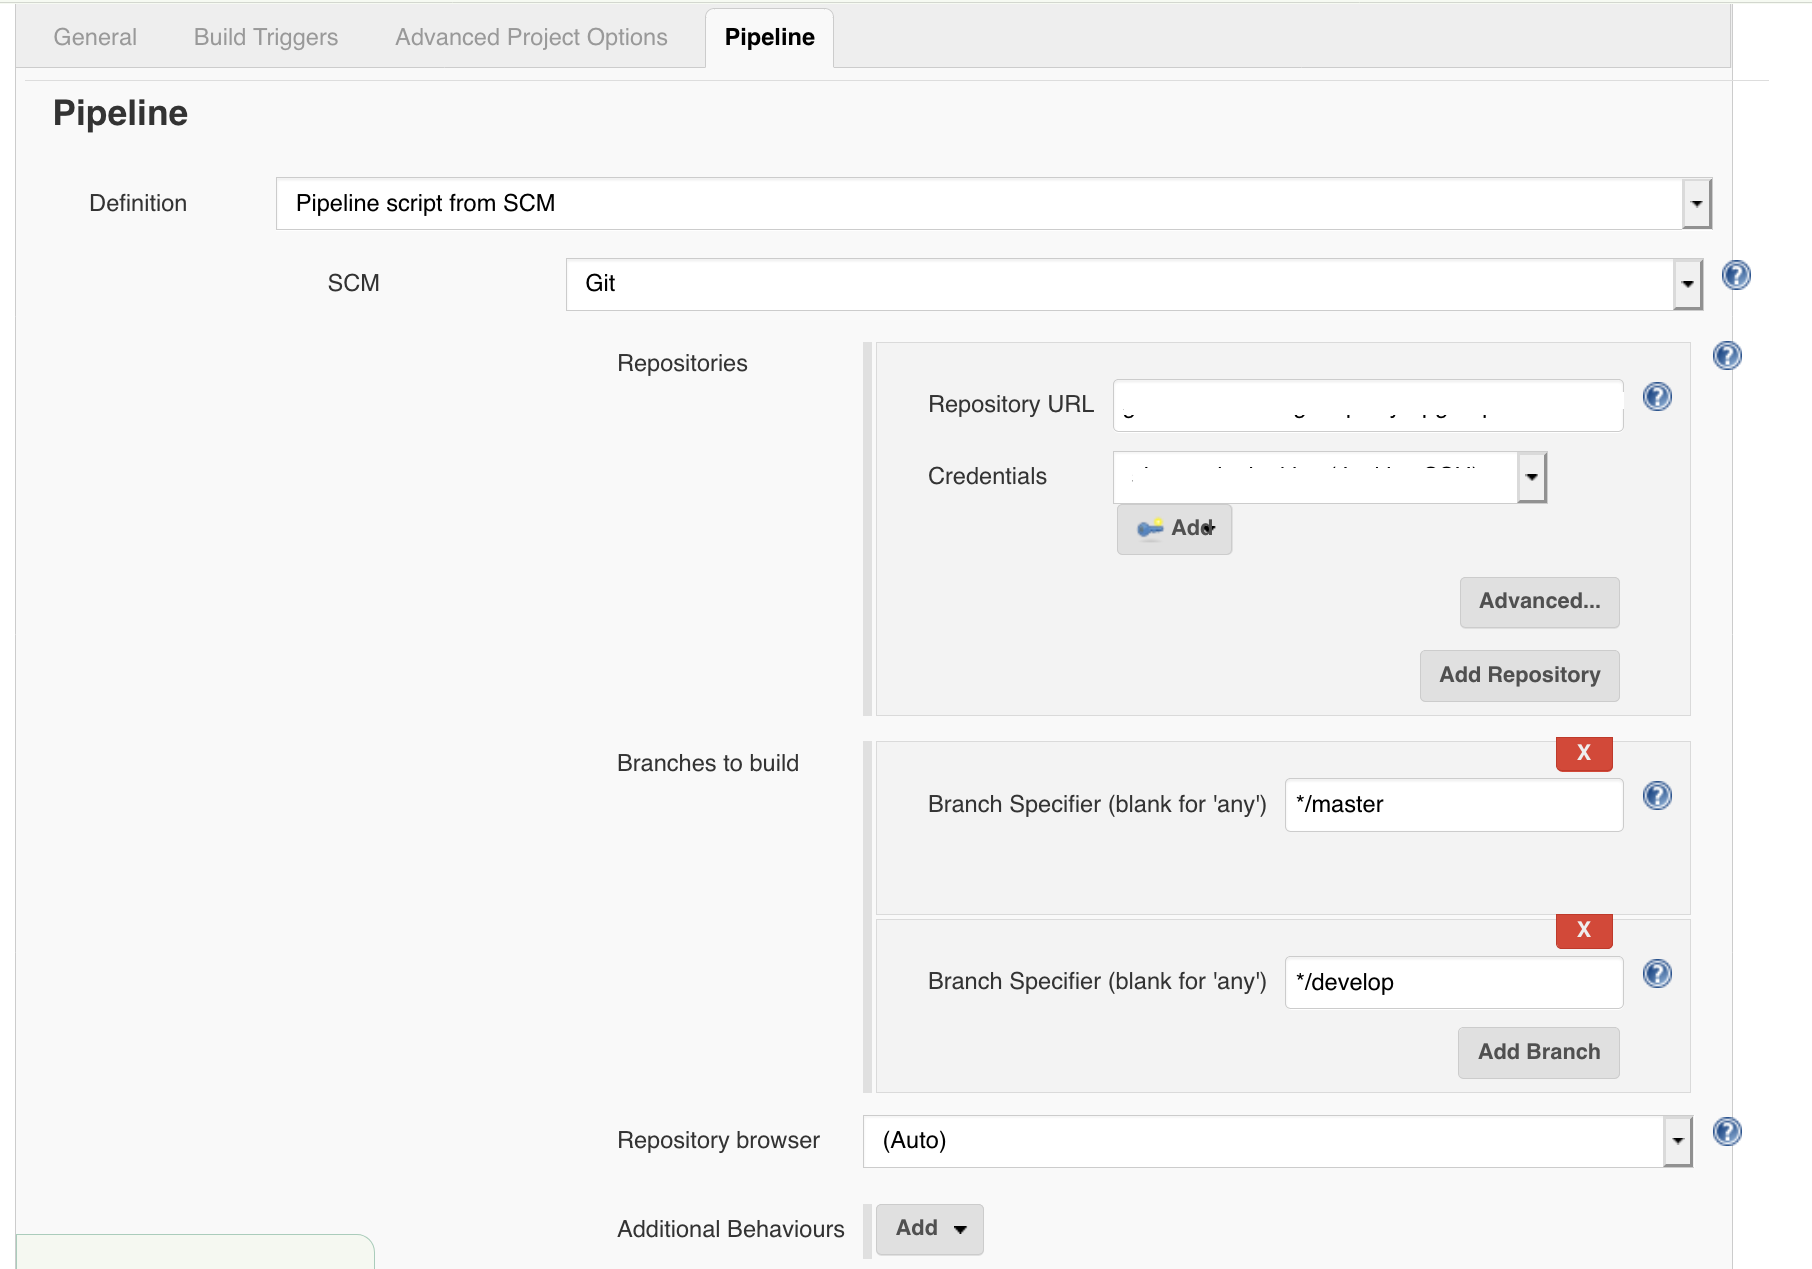 General Build Triggers Advanced Project Options Pipeline
Pipeline
Definition Pipeline script from SCM
SCM Git
Repositories
Repository URL
Credentials
Add
Advanced...
Add Repository
Branches to build
X
Branch Specifier (blank for 'any') */master
X
Branch Specifier (blank for 'any') */develop
Add Branch
Repository browser (Auto)
Additional Behaviours Add